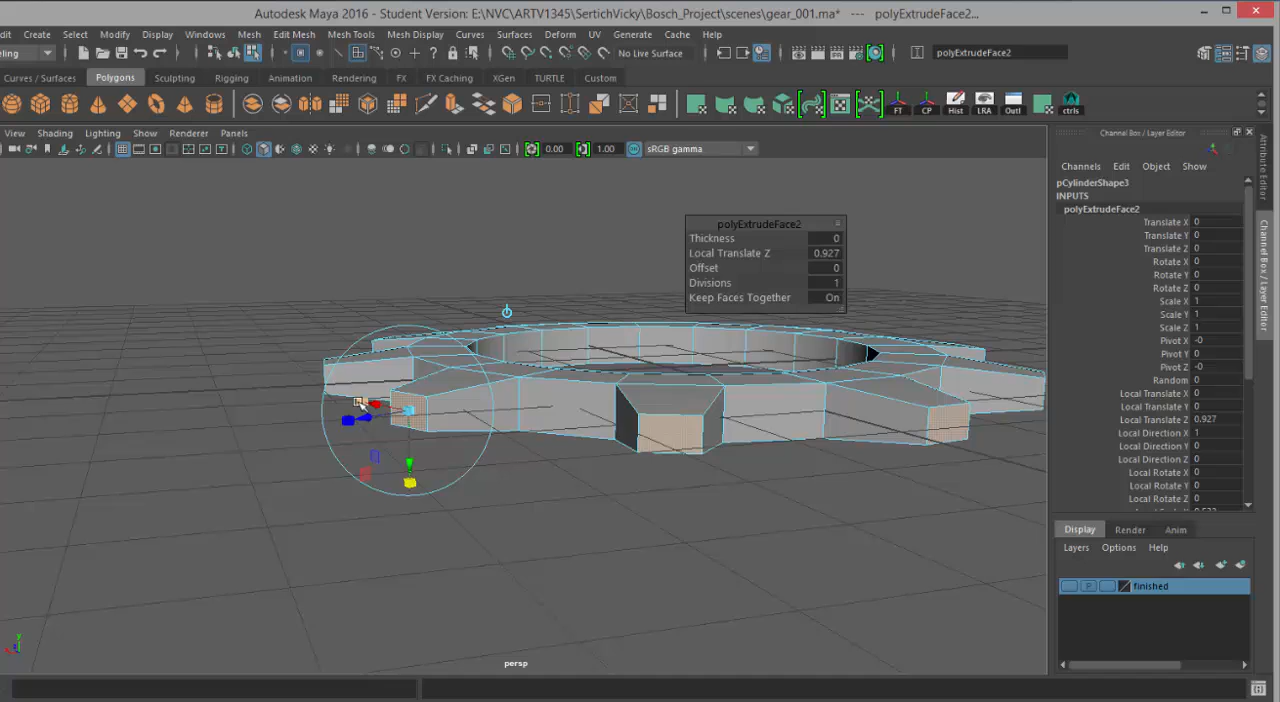 Autodesk Maya 2016 - Student Version: E:\NVC\ARTV1345\SertichVicky\Bosch_Project\scenes\gear_001.ma* --- polyExtrudeFace2...
dit Create Select Modify Display Windows Mesh Edit Mesh Mesh Tools Mesh Display Curves Surfaces Deform UV Generate Cache Help
eling No Live Surface polyExtrudeFace2
Curves / Surfaces Polygons Sculpting Rigging Animation Rendering FX FX Caching XGen TURTLE Custom
FT CP Hist LRA Outl ctrls
View Shading Lighting Show Renderer Panels
0.00 1.00 sRGB gamma
polyExtrudeFace2
Thickness 0
Local Translate Z 0.927
Offset 0
Divisions 1
Keep Faces Together On
persp
y
Channel Box / Layer Editor
Channels Edit Object Show
pCylinderShape3
INPUTS
polyExtrudeFace2
Translate X 0
Translate Y 0
Translate Z 0
Rotate X 0
Rotate Y 0
Rotate Z 0
Scale X 1
Scale Y 1
Scale Z 1
Pivot X -0
Pivot Y 0
Pivot Z -0
Random 0
Local Translate X 0
Local Translate Y 0
Local Translate Z 0.927
Local Direction X 1
Local Direction Y 0
Local Direction Z 0
Local Rotate X 0
Local Rotate Y 0
Local Rotate Z 0
Display Render Anim
Layers Options Help
P finished
Attribute Editor
Channel Box / Layer Editor